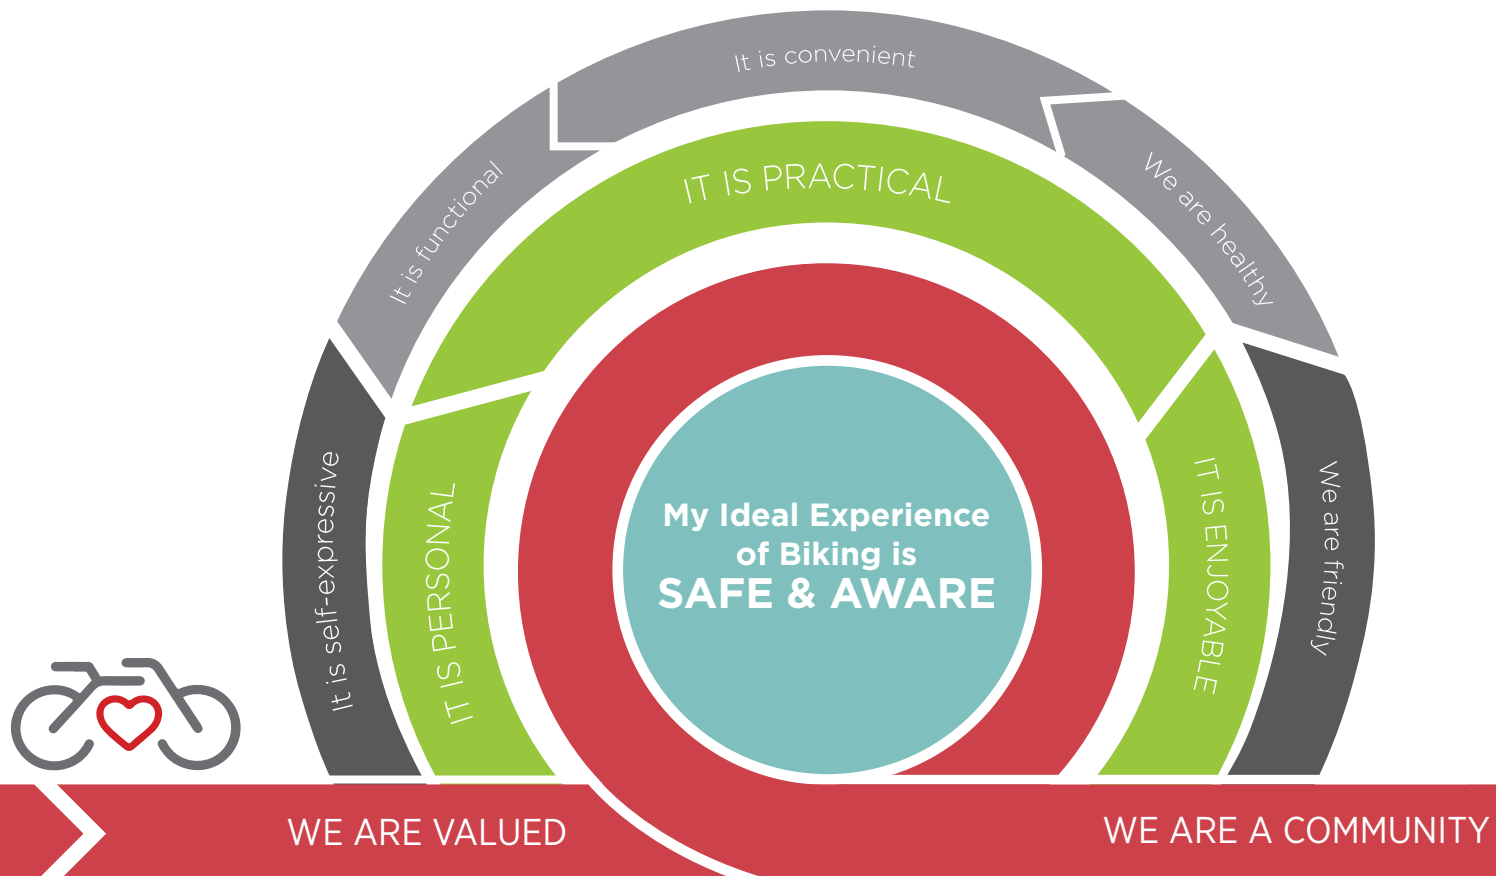 It is convenient
It is functional
We are healthy
IT IS PRACTICAL
It is self-expressive
IT IS PERSONAL
My Ideal Experience
of Biking is
SAFE & AWARE
IT IS ENJOYABLE
We are friendly
WE ARE VALUED
WE ARE A COMMUNITY